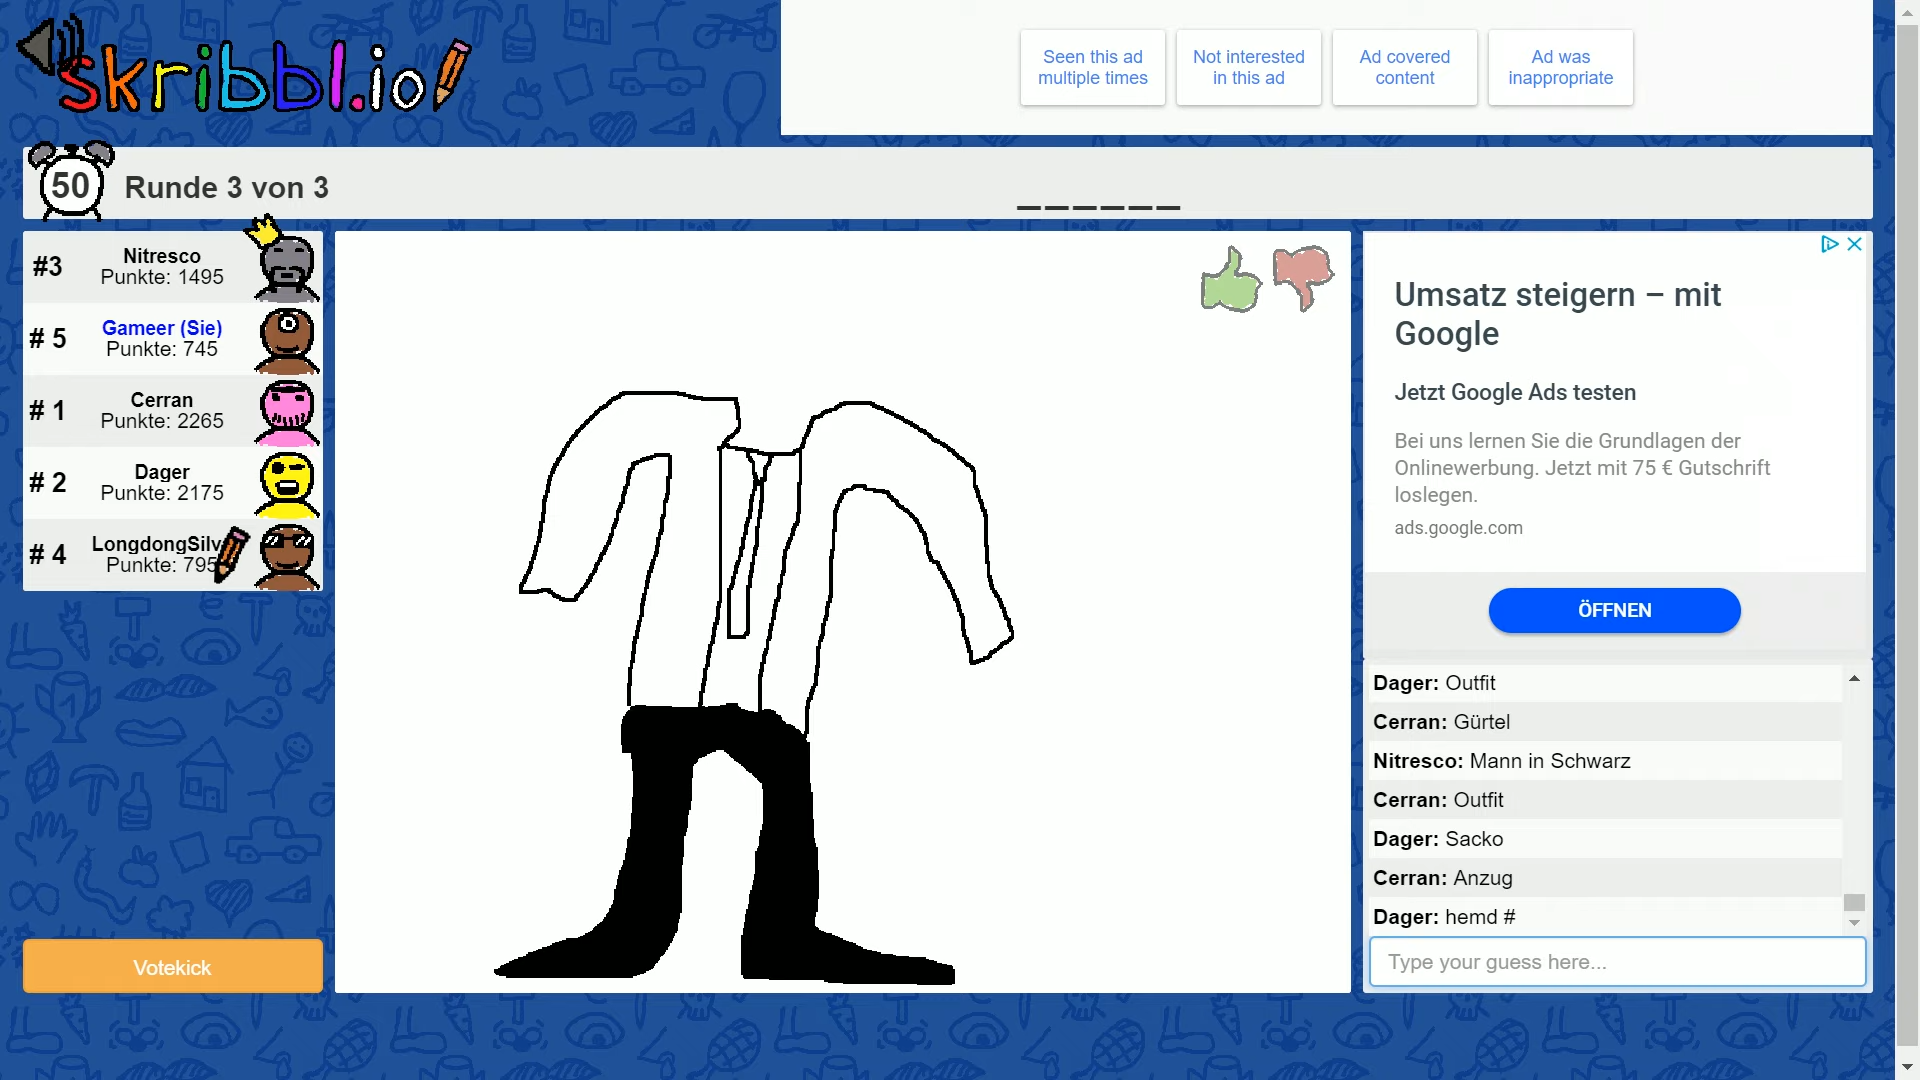 skribbl.io
Seen this ad
multiple times
Not interested
in this ad
Ad covered
content
Ad was
inappropriate
50
Runde 3 von 3
______
#3
Nitresco
Punkte: 1495
# 5
Gameer (Sie)
Punkte: 745
# 1
Cerran
Punkte: 2265
# 2
Dager
Punkte: 2175
# 4
LongdongSilv
Punkte: 795
Umsatz steigern – mit
Google
Jetzt Google Ads testen
Bei uns lernen Sie die Grundlagen der
Onlinewerbung. Jetzt mit 75 € Gutschrift
loslegen.
ads.google.com
ÖFFNEN
Dager: Outfit
Cerran: Gürtel
Nitresco: Mann in Schwarz
Cerran: Outfit
Dager: Sacko
Cerran: Anzug
Dager: hemd #
Type your guess here...
Votekick